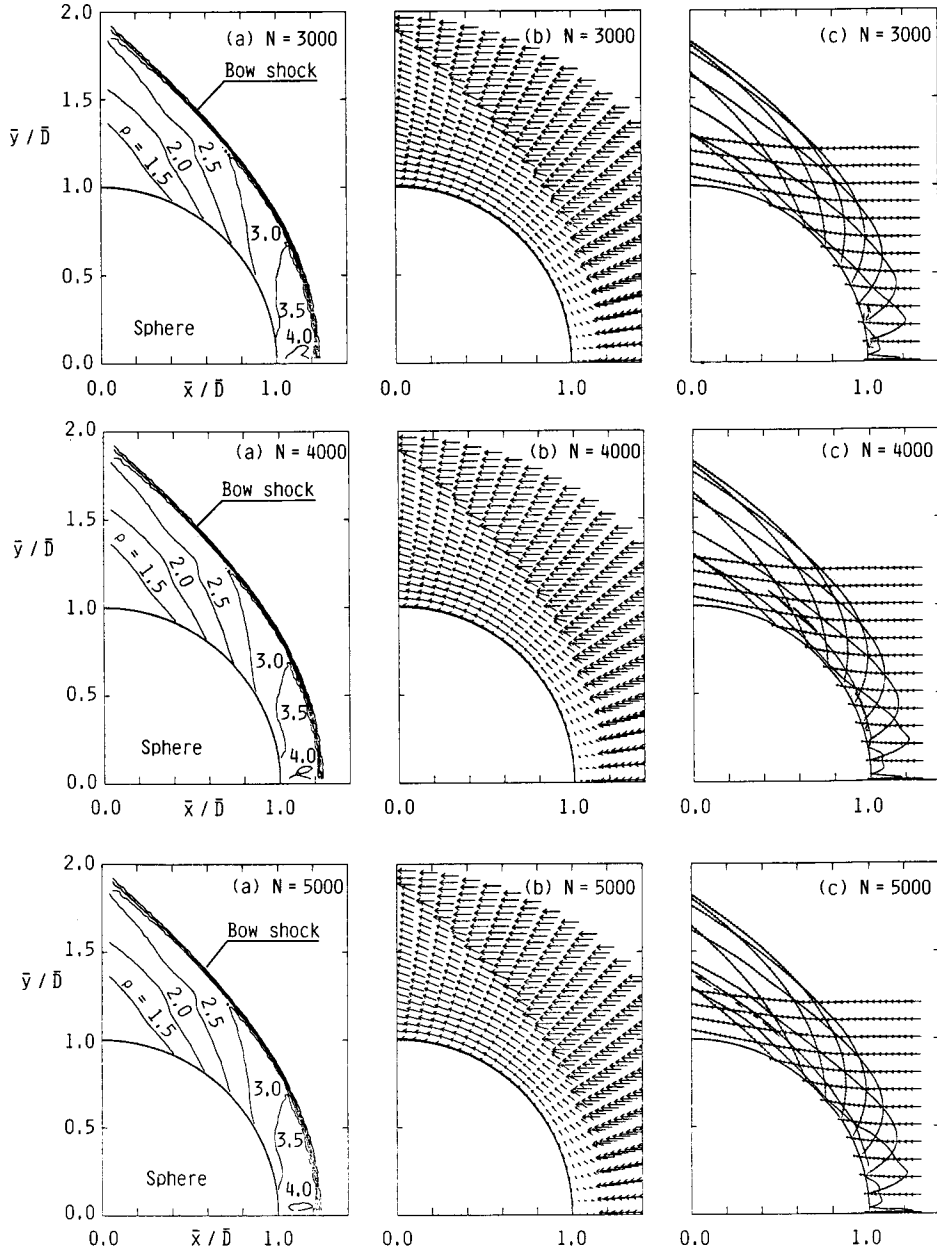 2.0
(a) N = 3000
(b) N = 3000
(c) N = 3000
Bow shock
1.5
ȳ / D̄
ρ = 1.5
2.0
2.5
1.0
3.0
0.5
3.5
Sphere
4.0
0.0
0.0
x̄ / D̄
1.0
0.0
1.0
0.0
1.0
2.0
(a) N = 4000
(b) N = 4000
(c) N = 4000
Bow shock
1.5
ȳ / D̄
ρ = 1.5
2.0
2.5
1.0
3.0
0.5
3.5
Sphere
4.0
0.0
0.0
x̄ / D̄
1.0
0.0
1.0
0.0
1.0
2.0
(a) N = 5000
(b) N = 5000
(c) N = 5000
Bow shock
1.5
ȳ / D̄
ρ = 1.5
2.0
2.5
1.0
3.0
0.5
3.5
Sphere
4.0
0.0
0.0
x̄ / D̄
1.0
0.0
1.0
0.0
1.0